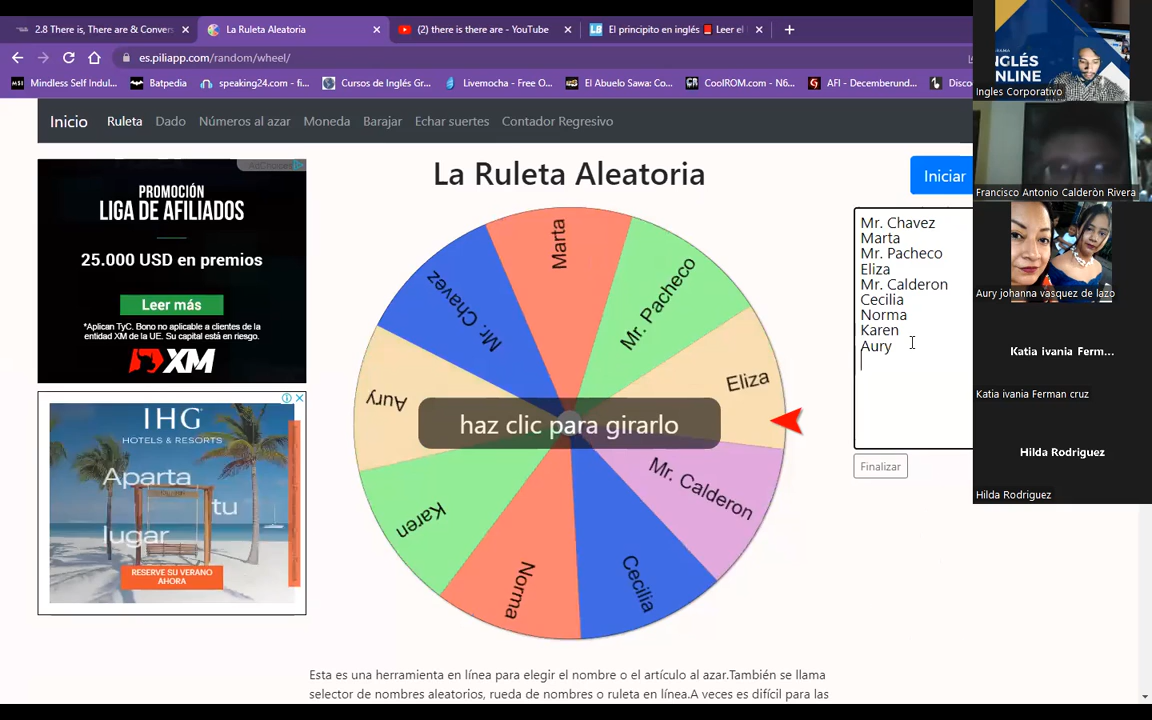 2.8 There is, There are & Conver
La Ruleta Aleatoria
(2) there is there are - YouTube
El principito en inglés 📕 Leer el
es.piliapp.com/random/wheel/
Mindless Self Indul...
Batpedia
speaking24.com - fi...
Cursos de Inglés Gr...
Livemocha - Free O...
El Abuelo Sawa: Co...
CoolROM.com - N6...
AFI - Decemberund...
Disco
Inicio
Ruleta
Dado
Números al azar
Moneda
Barajar
Echar suertes
Contador Regresivo
AdChoices
PROMOCIÓN
LIGA DE AFILIADOS
25.000 USD en premios
Leer más
*Aplican TyC. Bono no aplicable a clientes de la
entidad XM de la UE. Su capital está en riesgo.
XM
IHG
HOTELS & RESORTS
Aparta
tu
lugar
RESERVE SU VERANO
AHORA
La Ruleta Aleatoria
Marta
Mr. Pacheco
Eliza
Mr. Calderon
Cecilia
Norma
Karen
Aury
Mr. Chavez
haz clic para girarlo
Iniciar
Mr. Chavez
Marta
Mr. Pacheco
Eliza
Mr. Calderon
Cecilia
Norma
Karen
Aury
Finalizar
Esta es una herramienta en línea para elegir el nombre o el artículo al azar.También se llama
selector de nombres aleatorios, rueda de nombres o ruleta en línea.A veces es difícil para las
INGLÉS
ONLINE
Ingles Corporativo
Francisco Antonio Calderòn Rivera
Aury johanna vasquez de lazo
Katia ivania Ferm...
Katia ivania Ferman cruz
Hilda Rodriguez
Hilda Rodriguez